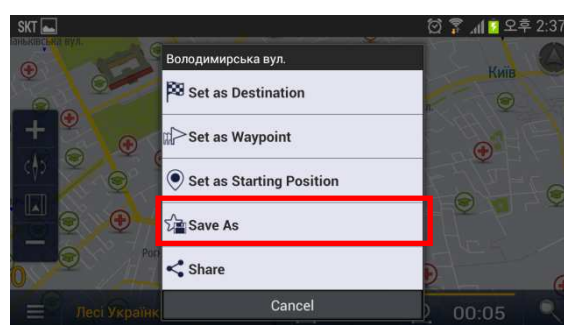 SKT 오후 2:37
Володимирська вул.
Київ
Set as Destination
Set as Waypoint
Set as Starting Position
Save As
Share
Cancel
Лесі Українк
00:05